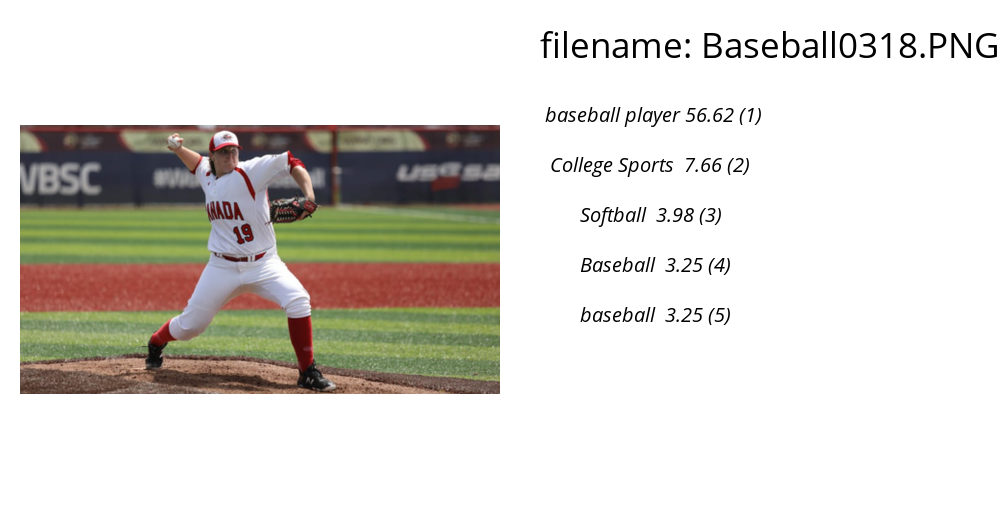 filename: Baseball0318.PNG
baseball player 56.62 (1)
College Sports 7.66 (2)
Softball 3.98 (3)
Baseball 3.25 (4)
baseball 3.25 (5)
WBSC
19